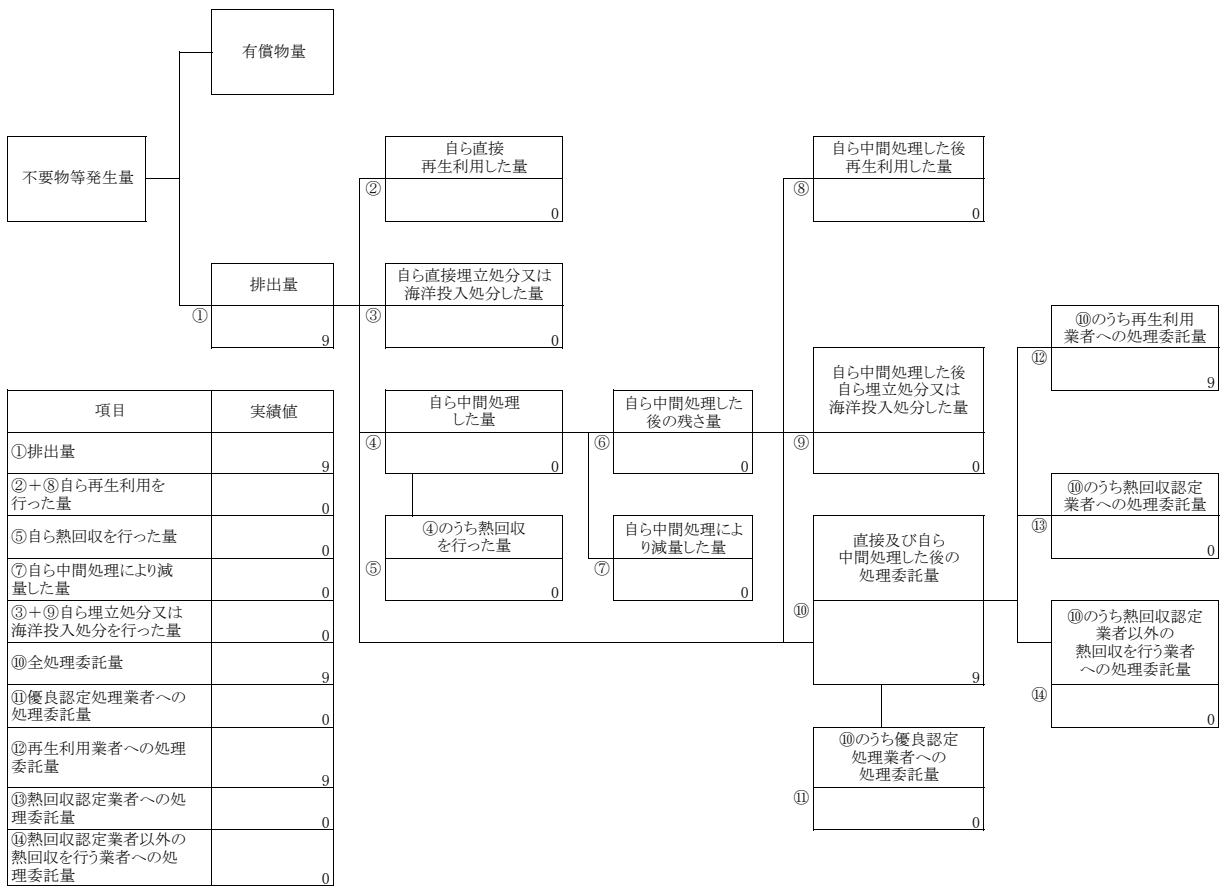 有償物量
不要物等発生量
排出量
①
9
自ら直接
再生利用した量
②
0
自ら直接埋立処分又は
海洋投入処分した量
③
0
自ら中間処理
した量
④
0
④のうち熱回収
を行った量
⑤
0
自ら中間処理した
後の残さ量
⑥
0
自ら中間処理によ
り減量した量
⑦
0
自ら中間処理した後
再生利用した量
⑧
0
自ら中間処理した後
自ら埋立処分又は
海洋投入処分した量
⑨
0
直接及び自ら
中間処理した後の
処理委託量
⑩
9
⑩のうち優良認定
処理業者への
処理委託量
⑪
0
⑩のうち再生利用
業者への処理委託量
⑫
9
⑩のうち熱回収認定
業者への処理委託量
⑬
0
⑩のうち熱回収認定
業者以外の
熱回収を行う業者
への処理委託量
⑭
0
項目 実績値
①排出量
9
②+⑧自ら再生利用を
行った量
0
⑤自ら熱回収を行った量
0
⑦自ら中間処理により減
量した量
0
③+⑨自ら埋立処分又は
海洋投入処分を行った量
0
⑩全処理委託量
9
⑪優良認定処理業者への
処理委託量
0
⑫再生利用業者への処理
委託量
9
⑬熱回収認定業者への処
理委託量
0
⑭熱回収認定業者以外の
熱回収を行う業者への処
理委託量
0